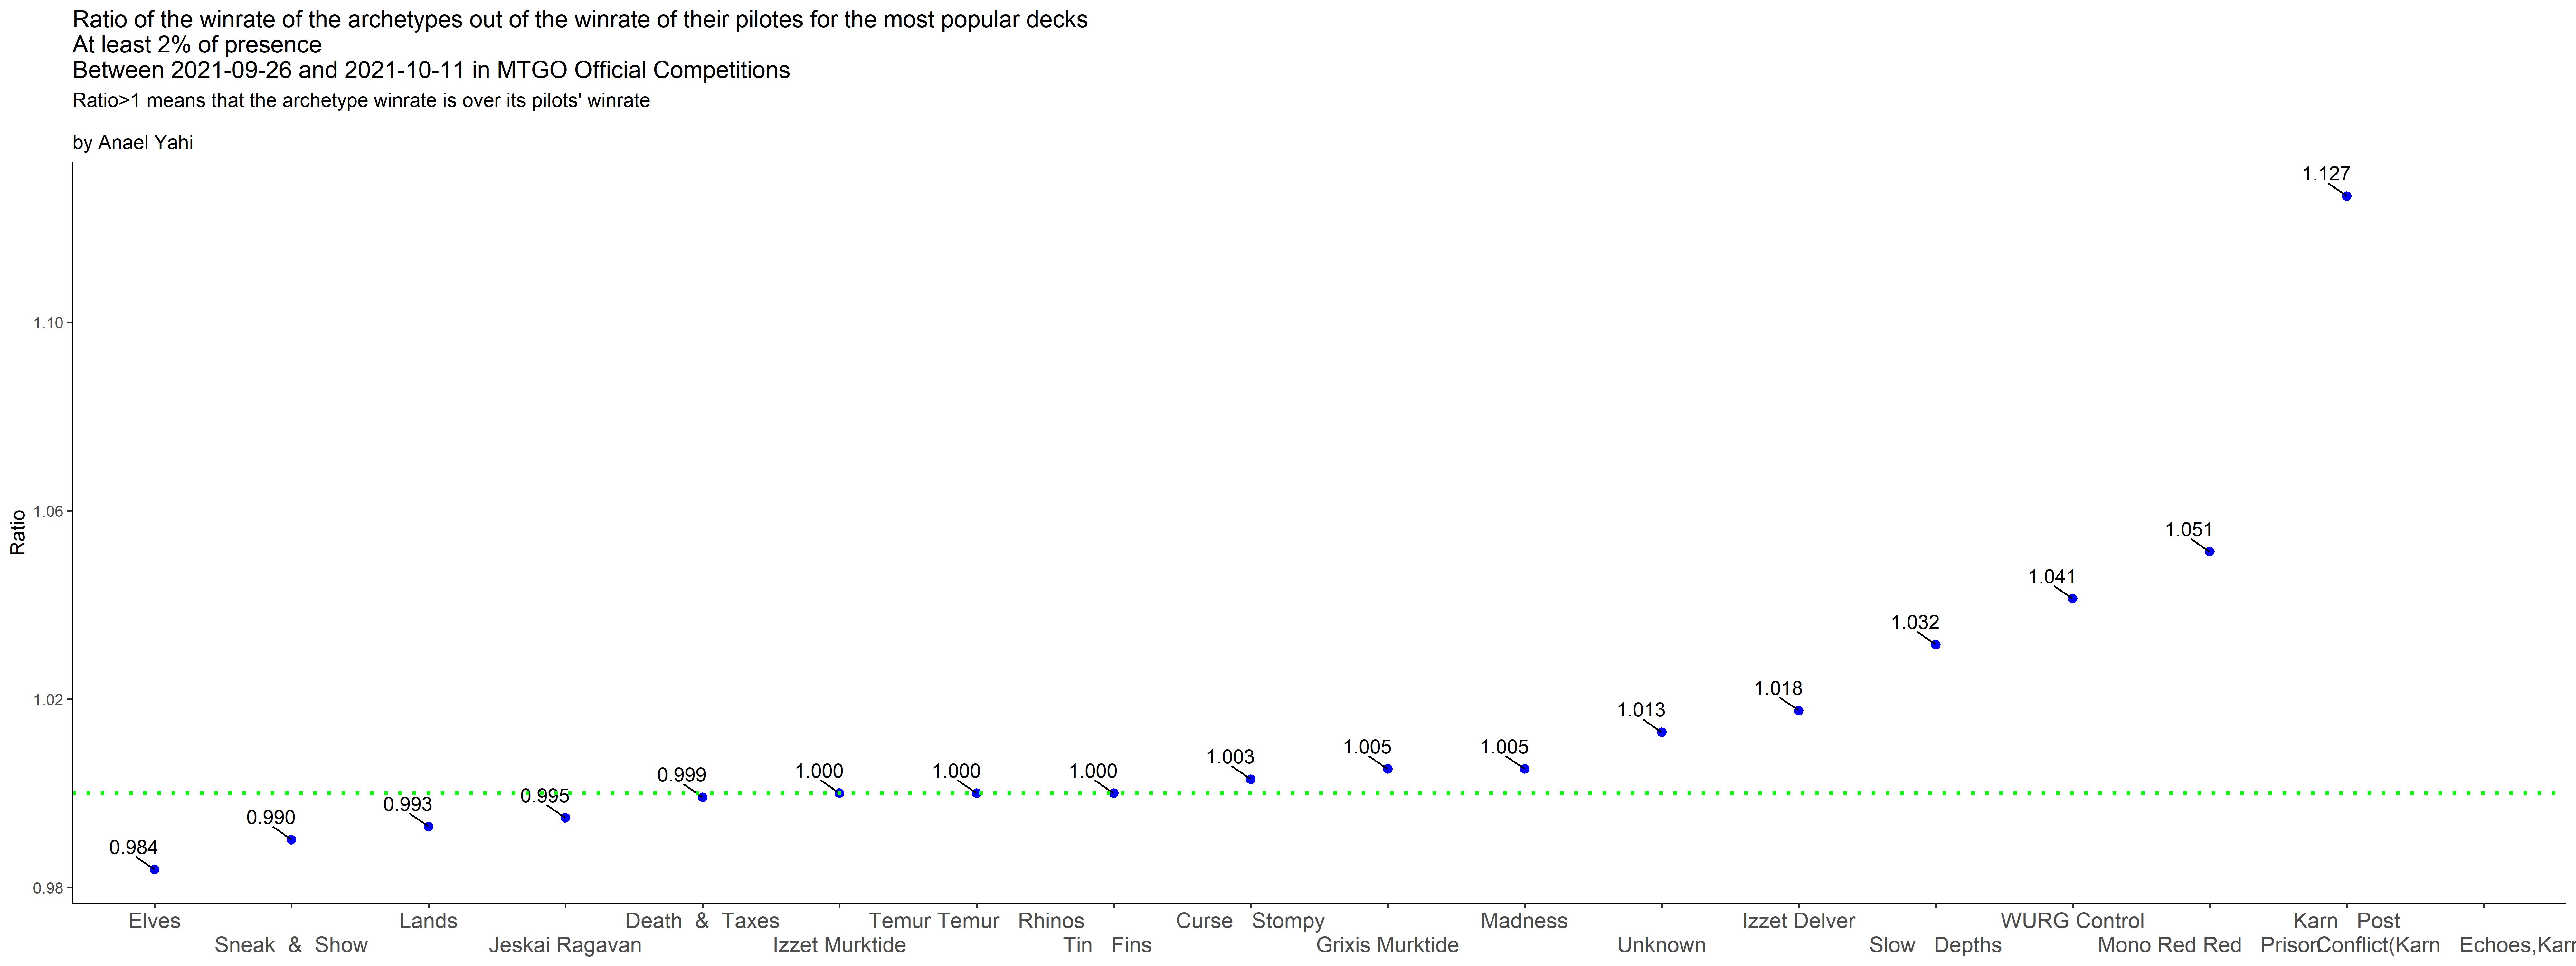 Ratio of the winrate of the archetypes out of the winrate of their pilotes for the most popular decks
At least 2% of presence
Between 2021-09-26 and 2021-10-11 in MTGO Official Competitions
Ratio>1 means that the archetype winrate is over its pilots' winrate
by Anael Yahi
1.127
1.10
Ratio
1.06
1.051
1.041
1.032
1.02
1.018
1.013
1.005
1.005
1.003
1.000
1.000
1.000
0.999
0.995
0.993
0.990
0.984
0.98
Elves
Lands
Death & Taxes
Temur Temur Rhinos
Curse Stompy
Madness
Izzet Delver
WURG Control
Karn Post
Sneak & Show
Jeskai Ragavan
Izzet Murktide
Tin Fins
Grixis Murktide
Unknown
Slow Depths
Mono Red Red Prison
Conflict(Karn Echoes,Karn